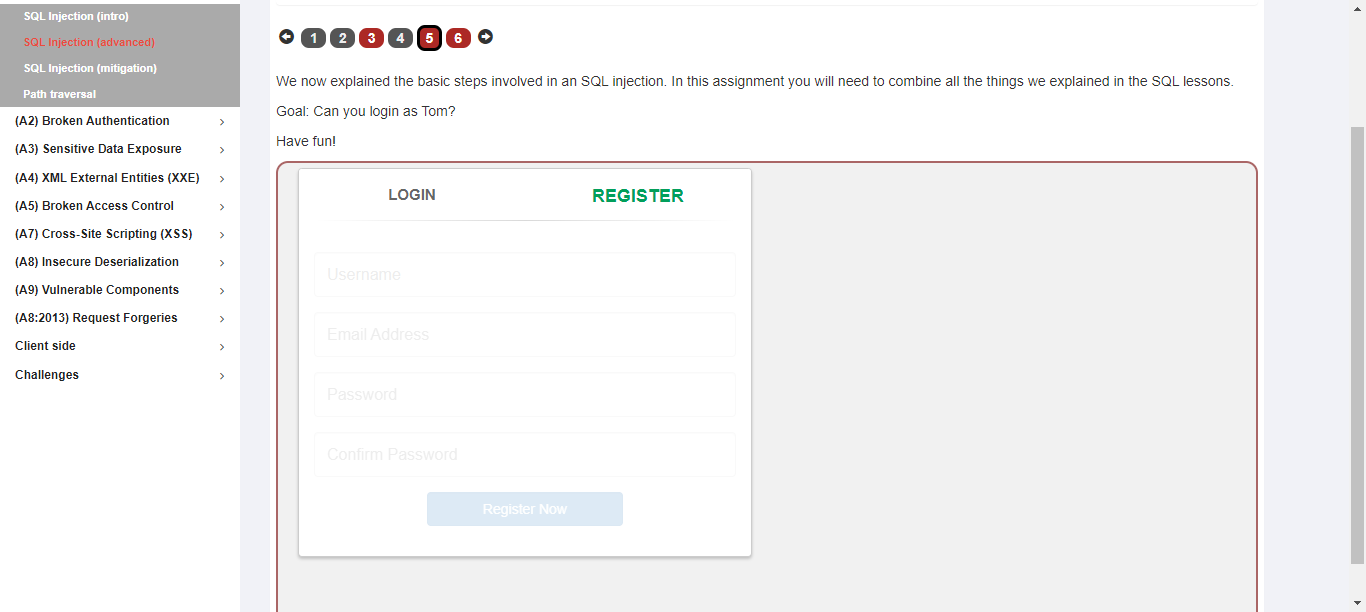 SQL Injection (intro)
SQL Injection (advanced)
SQL Injection (mitigation)
Path traversal
(A2) Broken Authentication
(A3) Sensitive Data Exposure
(A4) XML External Entities (XXE)
(A5) Broken Access Control
(A7) Cross-Site Scripting (XSS)
(A8) Insecure Deserialization
(A9) Vulnerable Components
(A8:2013) Request Forgeries
Client side
Challenges
1 2 3 4 5 6
We now explained the basic steps involved in an SQL injection. In this assignment you will need to combine all the things we explained in the SQL lessons.
Goal: Can you login as Tom?
Have fun!
LOGIN REGISTER
Username
Email Address
Password
Confirm Password
Register Now